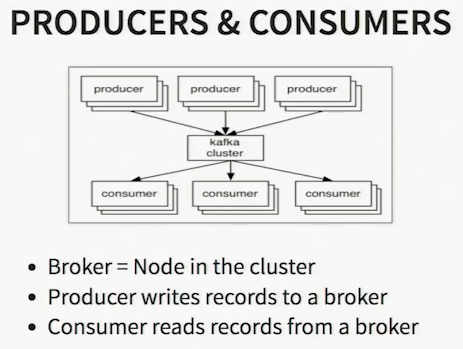 PRODUCERS & CONSUMERS
producer
producer
producer
kafka
cluster
consumer
consumer
consumer
• Broker = Node in the cluster
• Producer writes records to a broker
• Consumer reads records from a broker